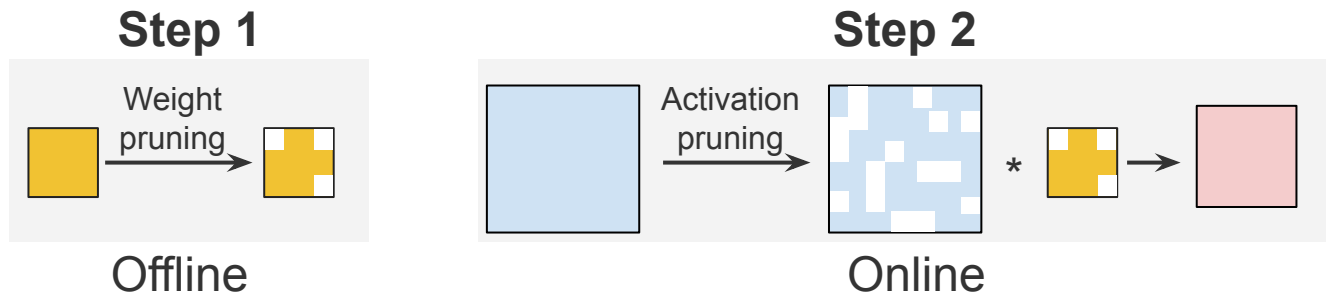 Step 1
Step 2
Weight
pruning
Activation
pruning
*
Offline
Online